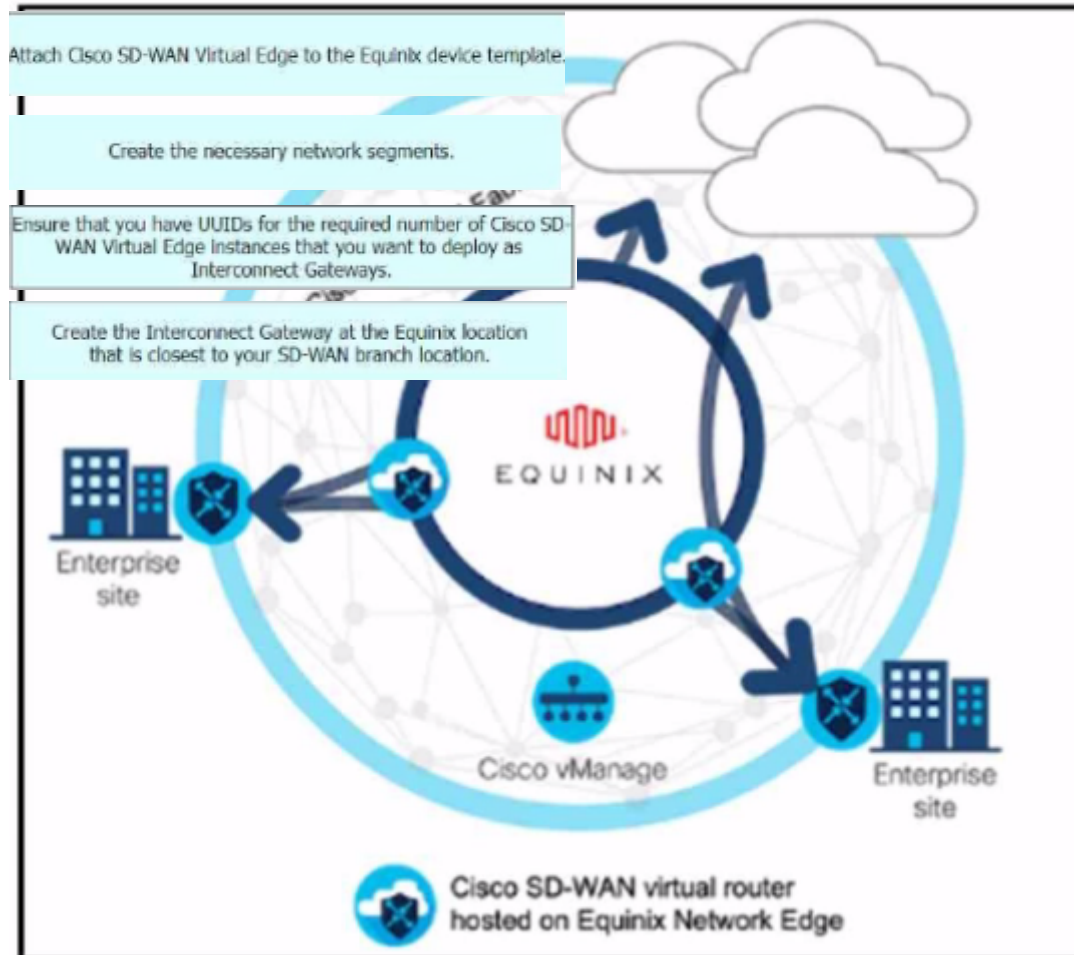 Attach Cisco SD-WAN Virtual Edge to the Equinix device template.
Create the necessary network segments.
Ensure that you have UUIDs for the required number of Cisco SD-
WAN Virtual Edge instances that you want to deploy as
Interconnect Gateways.
Create the Interconnect Gateway at the Equinix location
that is closest to your SD-WAN branch location.
EQUINIX
Enterprise
site
Cisco vManage
Enterprise
site
Cisco SD-WAN virtual router
hosted on Equinix Network Edge